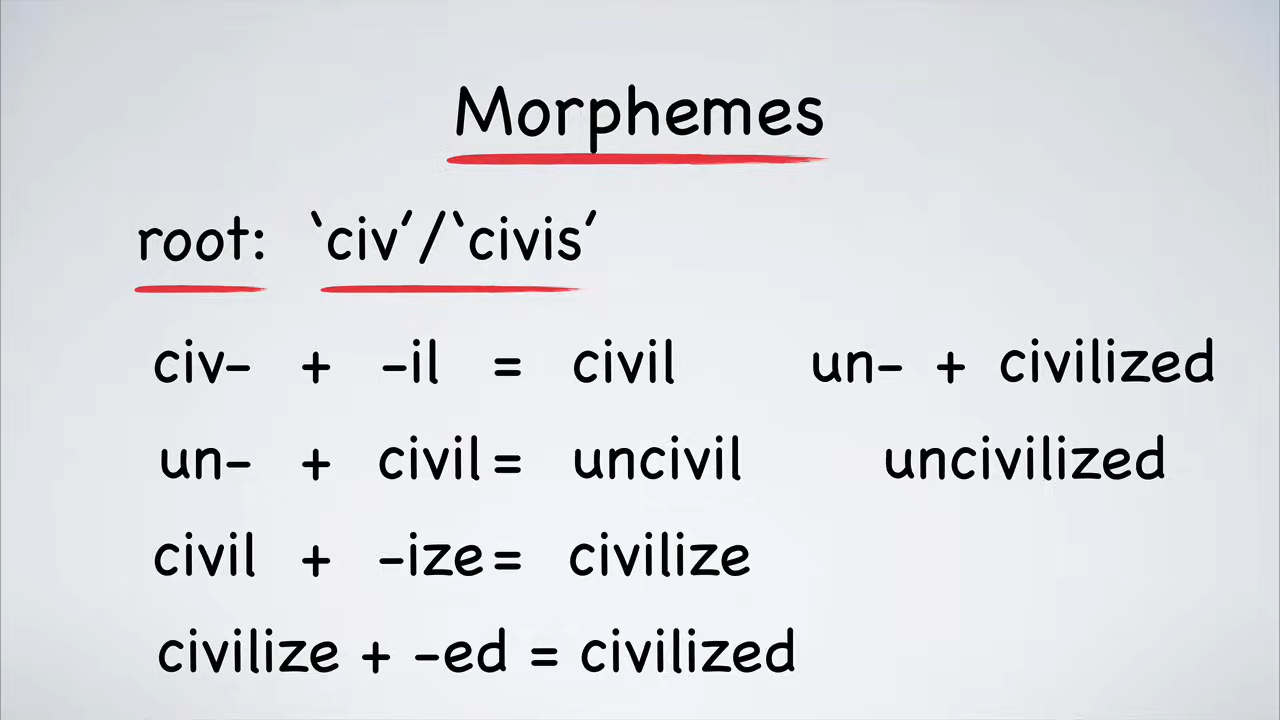 Morphemes
root: ‘civ’/‘civis’
civ- + -il = civil un- + civilized
un- + civil = uncivil uncivilized
civil + -ize = civilize
civilize + -ed = civilized